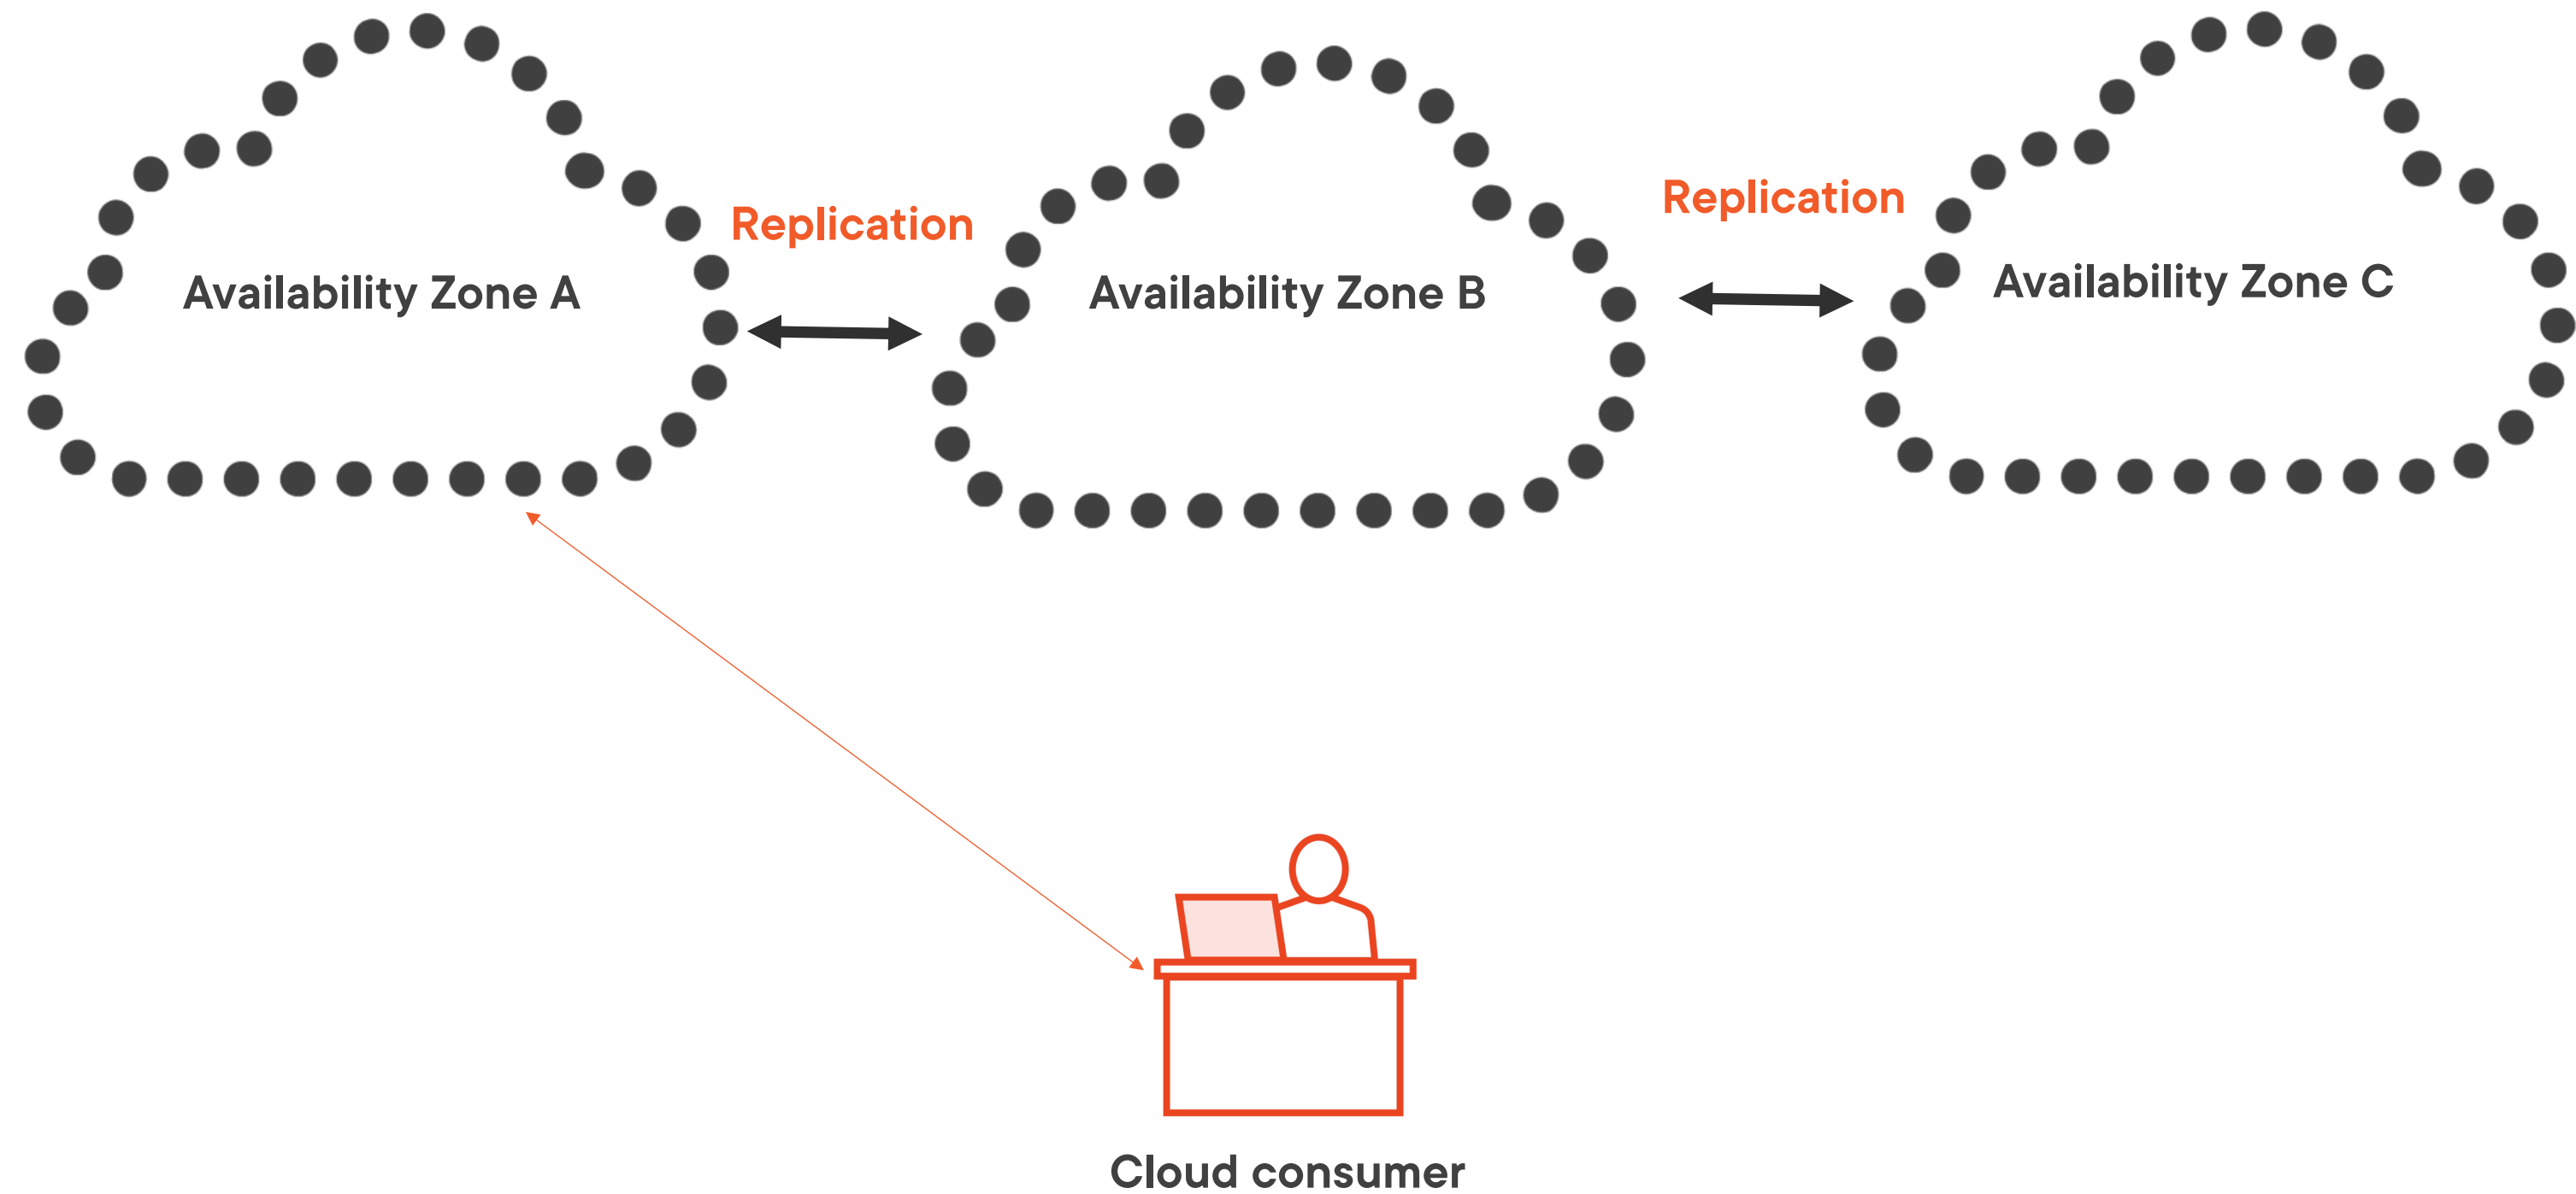 Replication
Replication
Availability Zone A
Availability Zone B
Availability Zone C
Cloud consumer